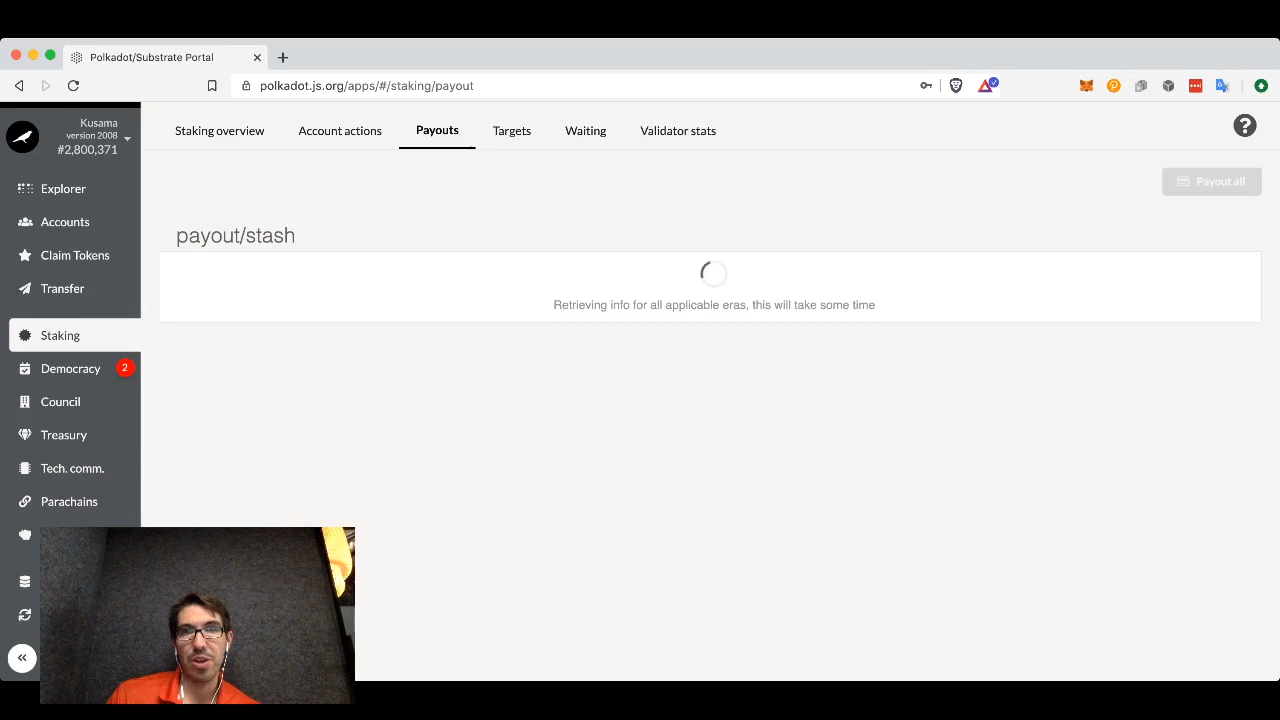 Polkadot/Substrate Portal
polkadot.js.org/apps/#/staking/payout
Kusama
version 2008
#2,800,371
Staking overview
Account actions
Payouts
Targets
Waiting
Validator stats
Explorer
Accounts
Claim Tokens
Transfer
Staking
Democracy
2
Council
Treasury
Tech. comm.
Parachains
Payout all
payout/stash
Retrieving info for all applicable eras, this will take some time